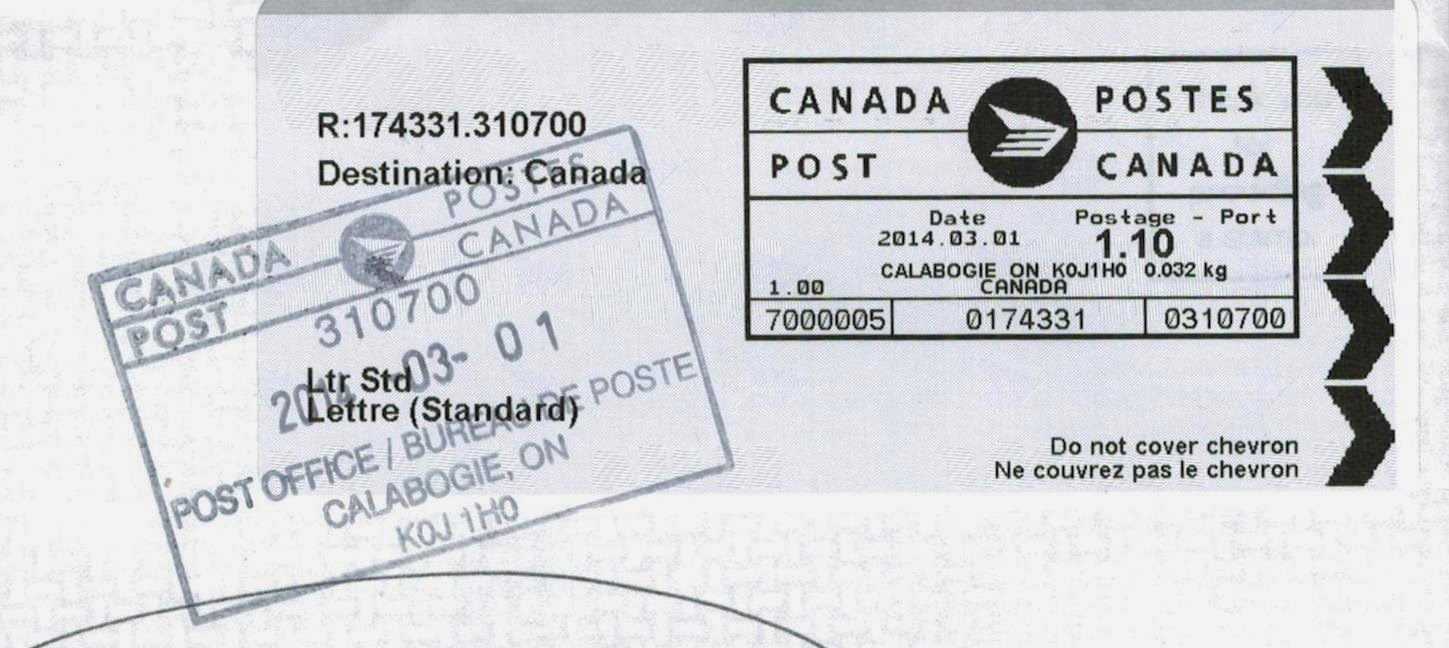 R:174331.310700
Destination: Canada
Ltr Std
Lettre (Standard)
CANADA POSTES
POST CANADA
310700
2014-03-01
POST OFFICE / BUREAU DE POSTE
CALABOGIE, ON
K0J 1H0
CANADA POSTES
POST CANADA
Date Postage - Port
2014.03.01 1.10
CALABOGIE ON K0J1H0 0.032 kg
1.00 CANADA
7000005 0174331 0310700
Do not cover chevron
Ne couvrez pas le chevron